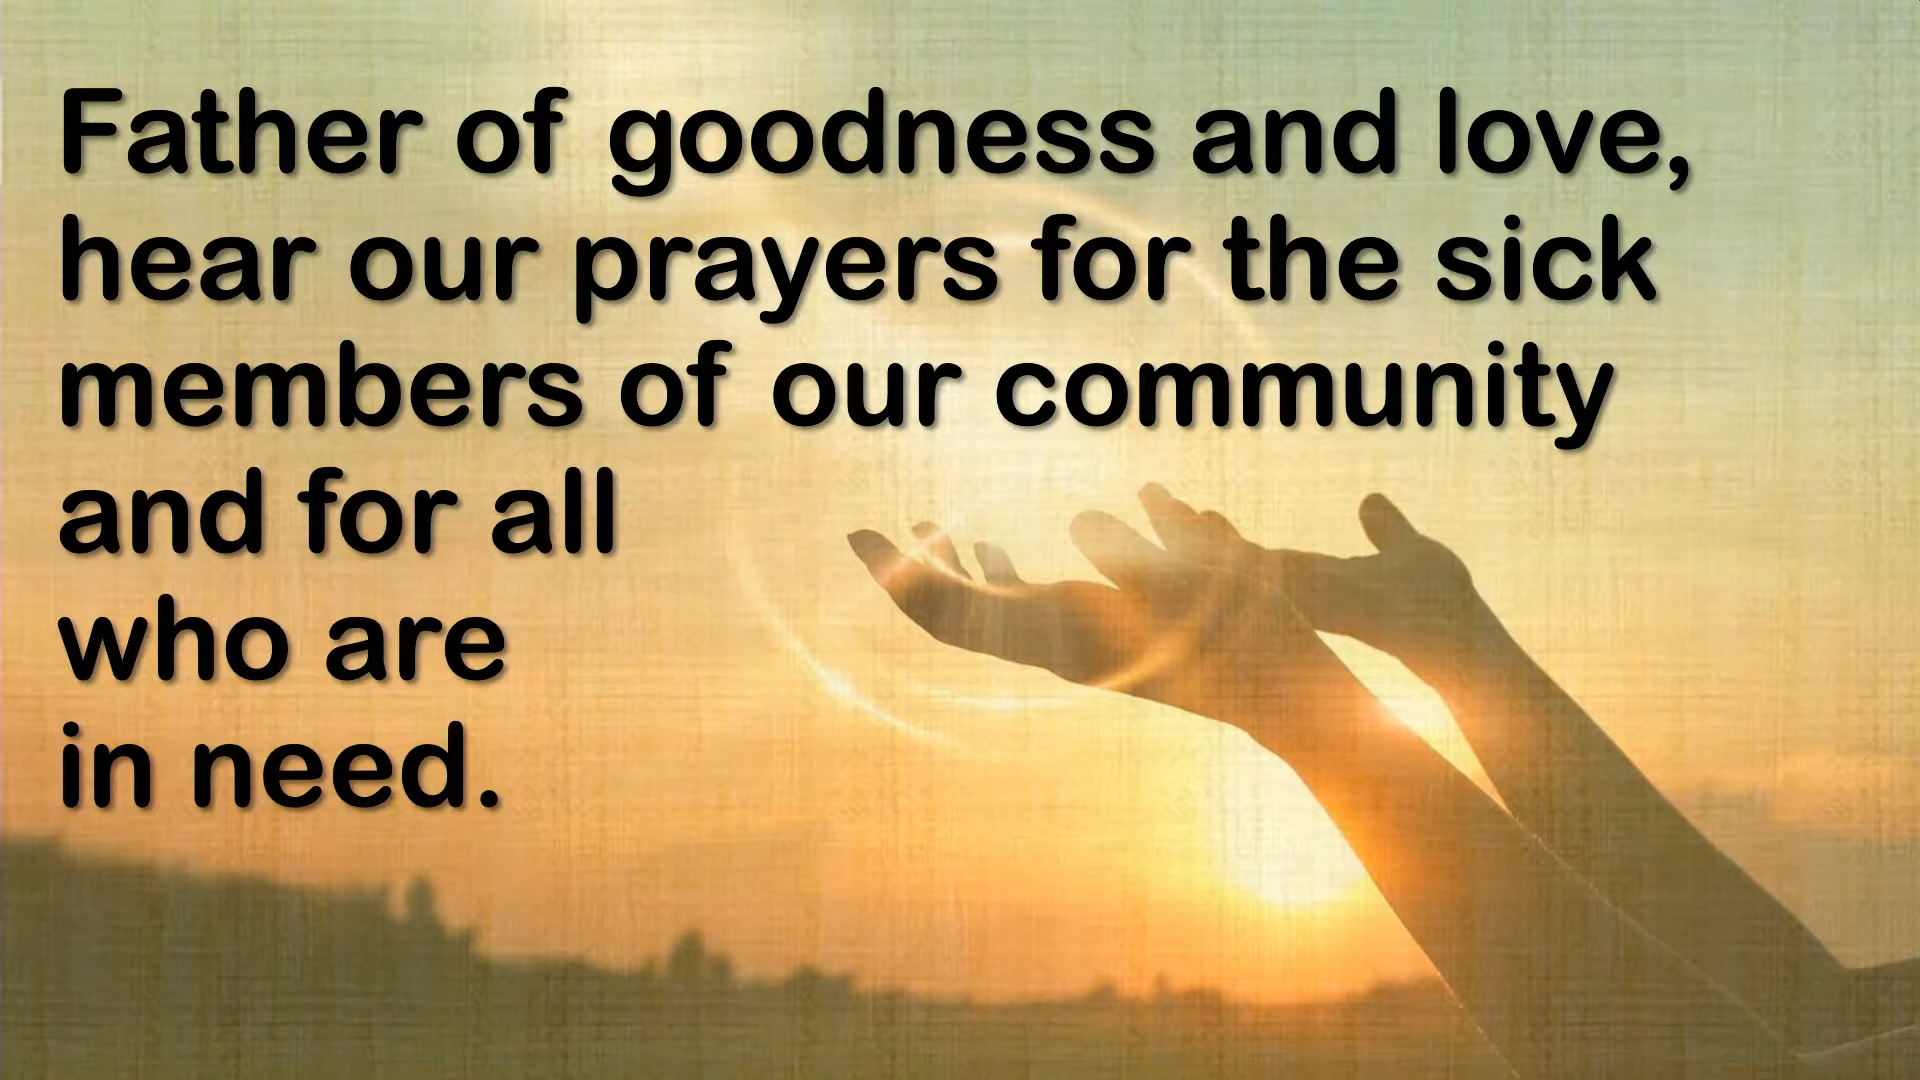 Father of goodness and love,
hear our prayers for the sick
members of our community
and for all
who are
in need.